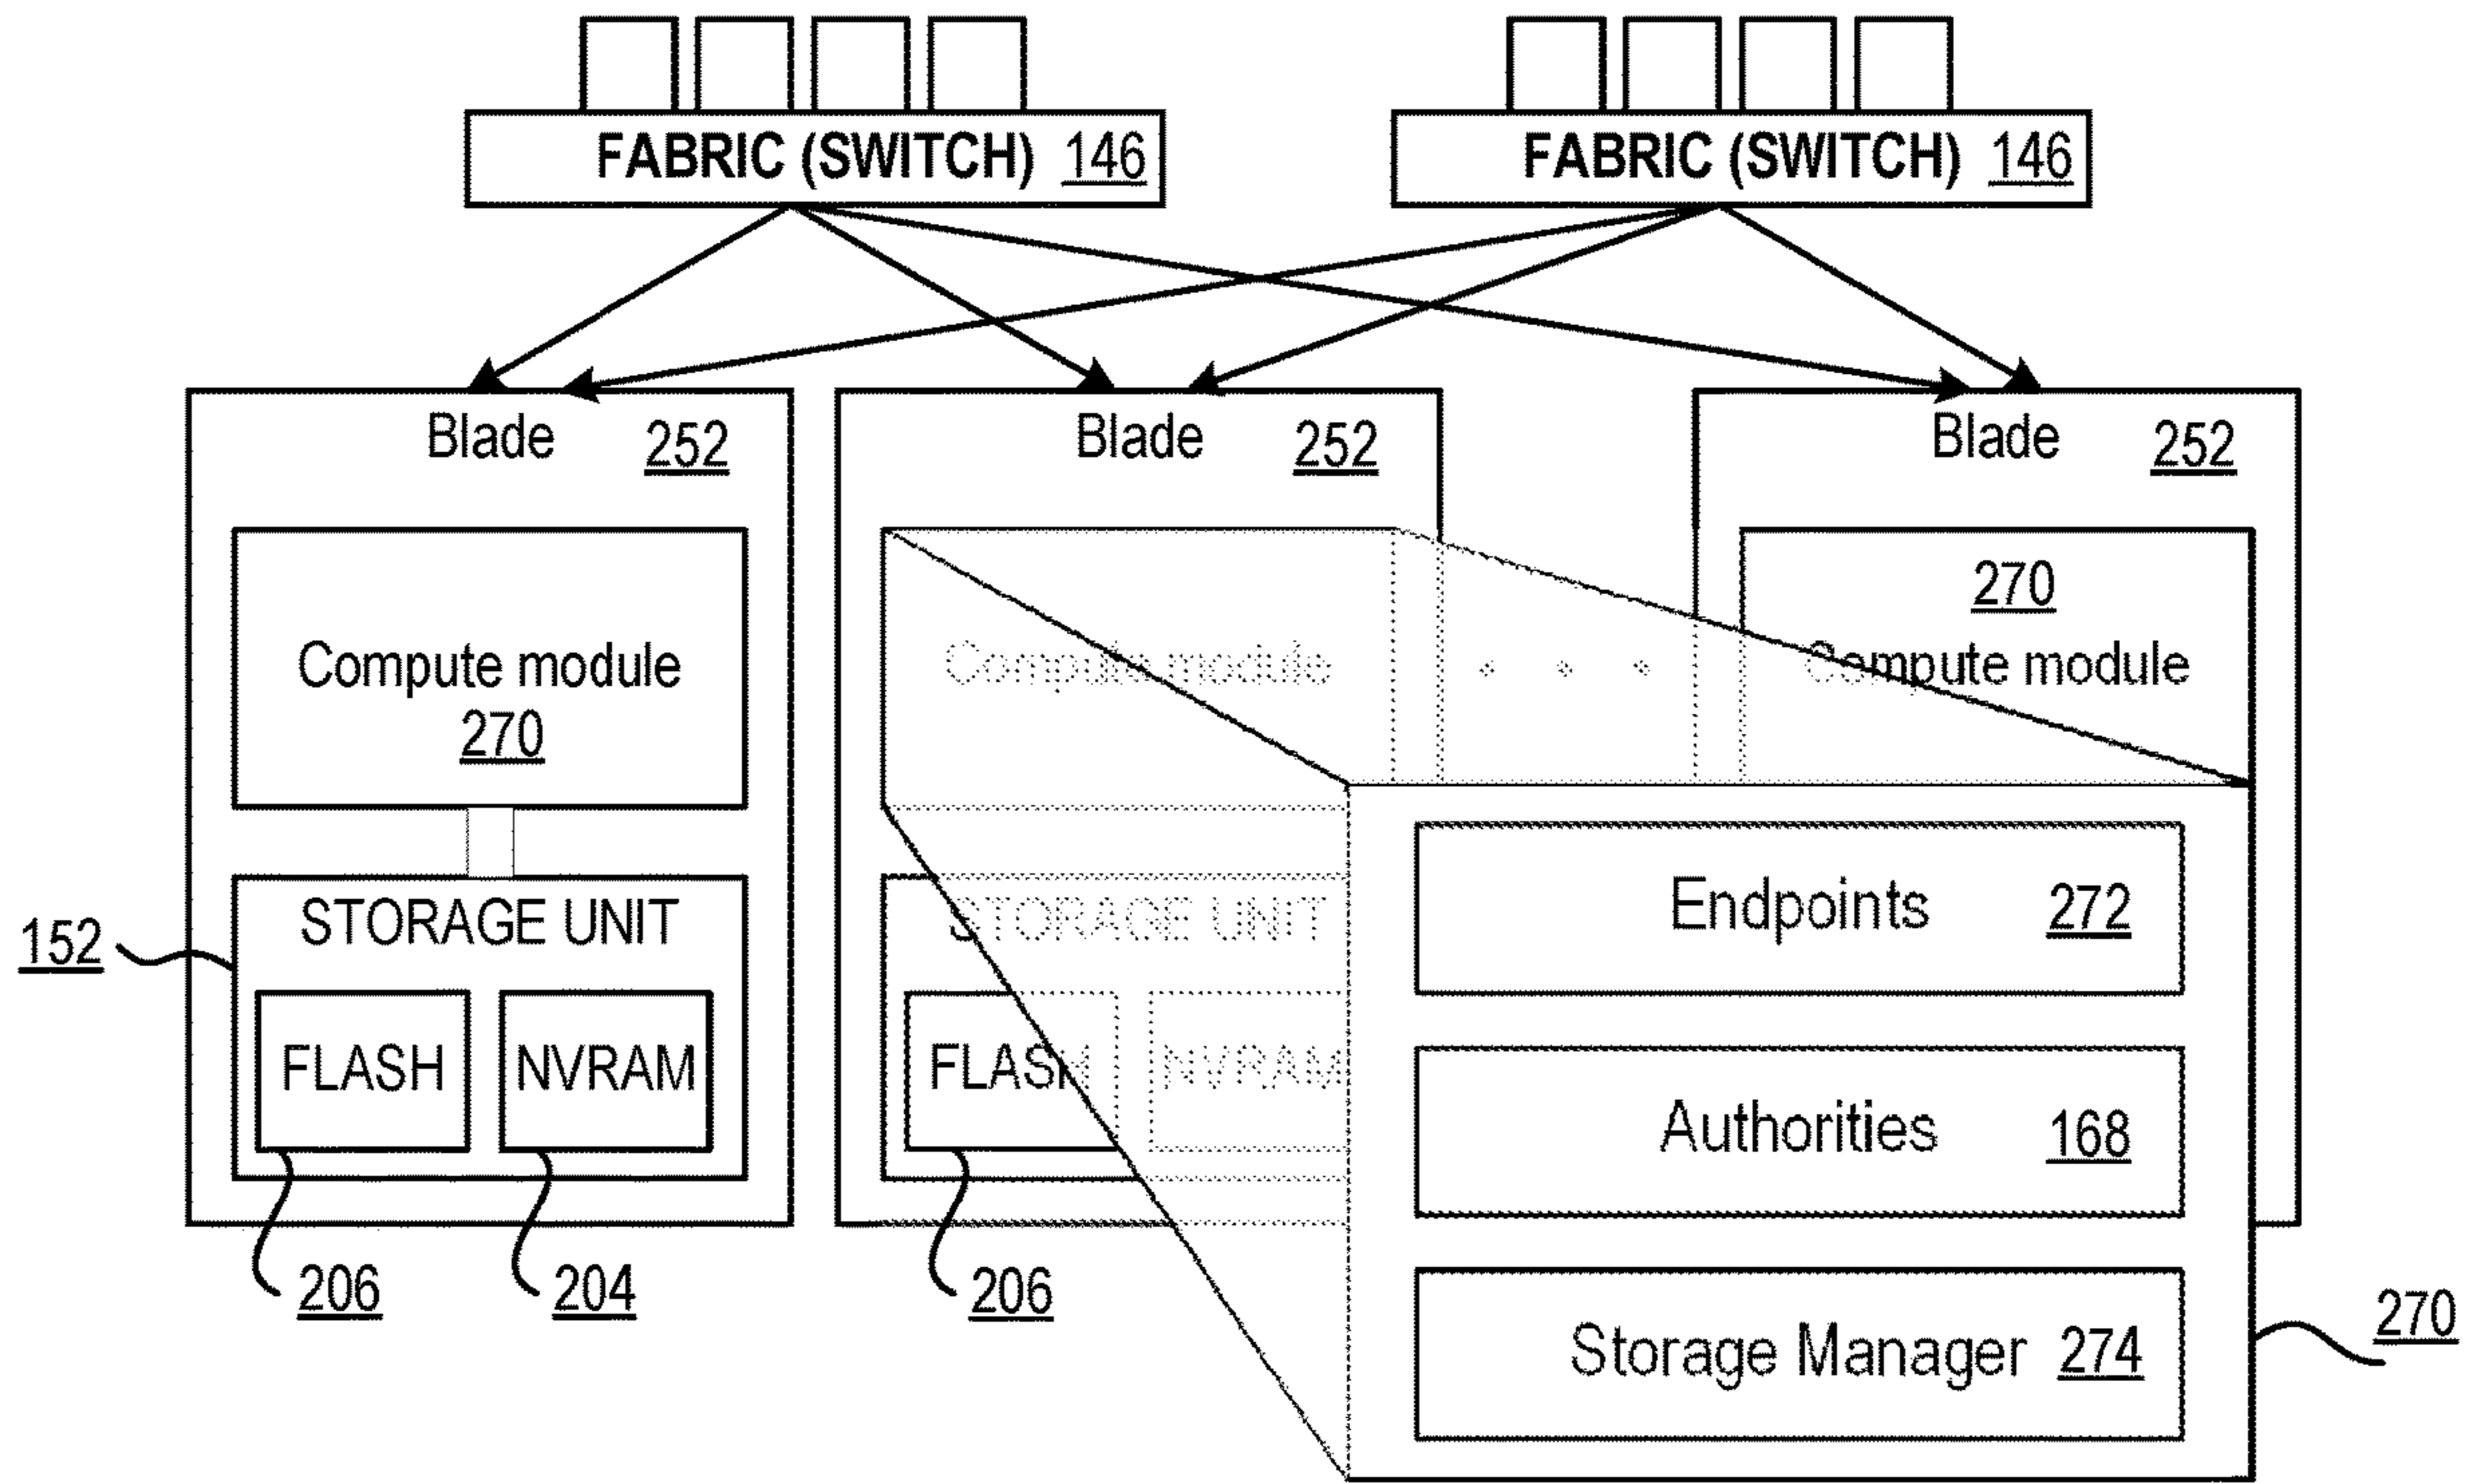 FABRIC (SWITCH) 146
FABRIC (SWITCH) 146
Blade 252
Blade 252
Blade 252
Compute module
270
Compute module
270
Compute module
152
STORAGE UNIT
FLASH
NVRAM
206
204
STORAGE UNIT
FLASH
NVRAM
206
Endpoints 272
Authorities 168
Storage Manager 274
270